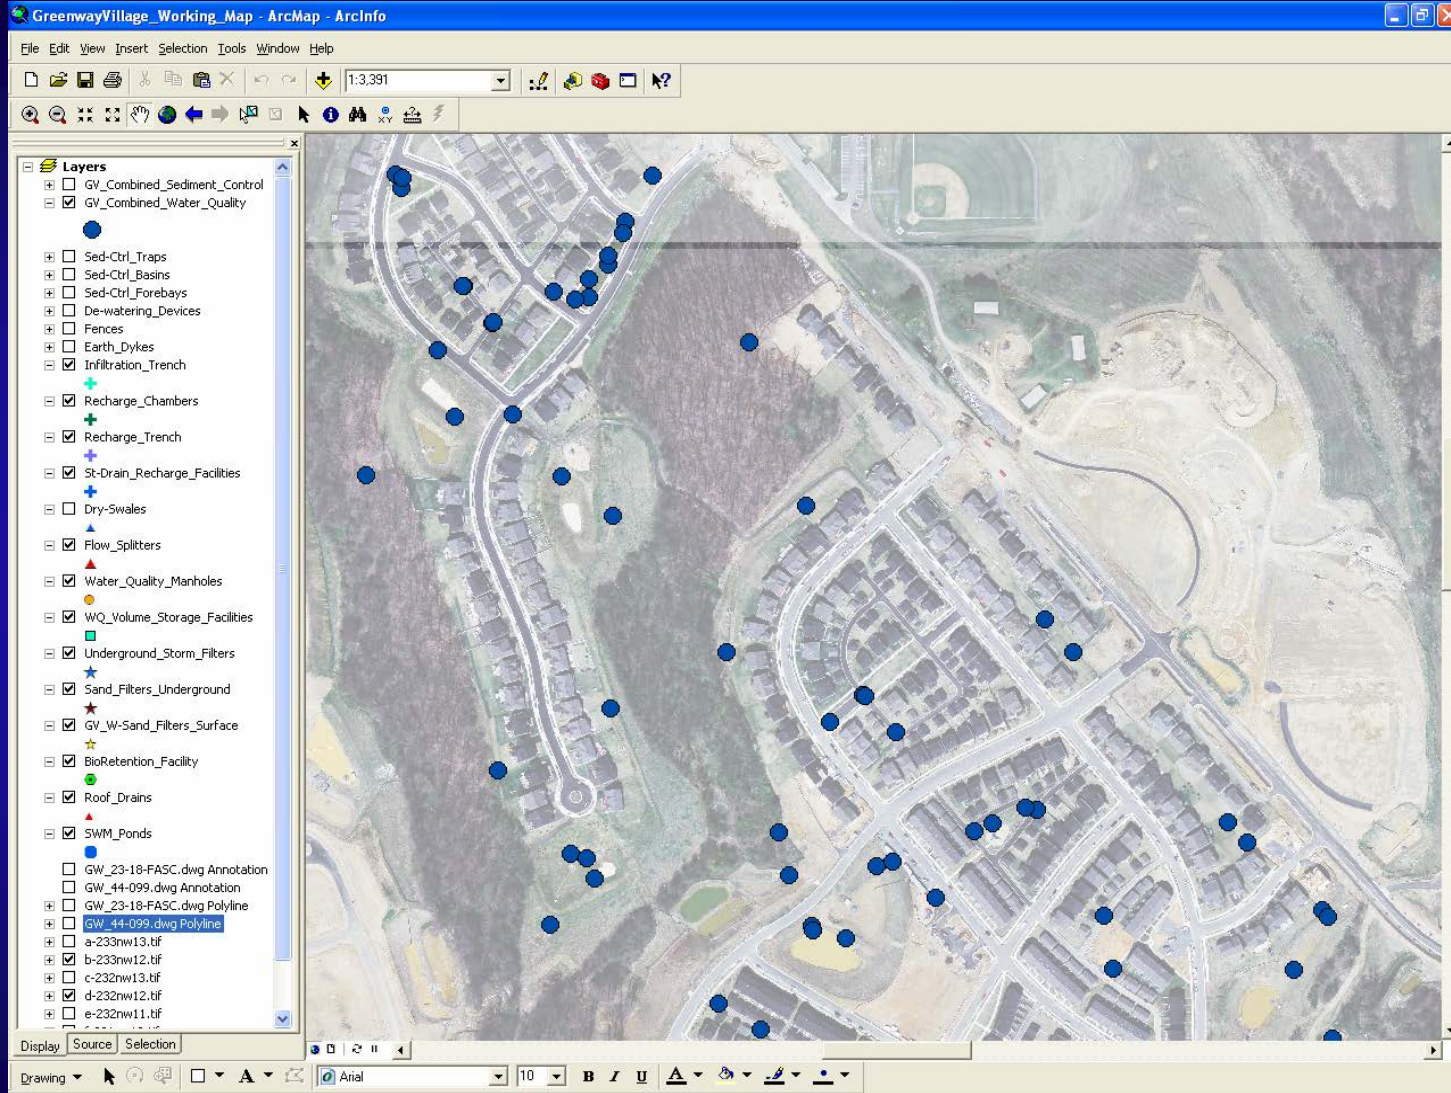 GreenwayVillage_Working_Map - ArcMap - ArcInfo
File Edit View Insert Selection Tools Window Help
1:3,391
Layers
GV_Combined_Sediment_Control
GV_Combined_Water_Quality
Sed-Ctrl_Traps
Sed-Ctrl_Basins
Sed-Ctrl_Forebays
De-watering_Devices
Fences
Earth_Dykes
Infiltration_Trench
Recharge_Chambers
Recharge_Trench
St-Drain_Recharge_Facilities
Dry-Swales
Flow_Splitters
Water_Quality_Manholes
WQ_Volume_Storage_Facilities
Underground_Storm_Filters
Sand_Filters_Underground
GV_W-Sand_Filters_Surface
BioRetention_Facility
Roof_Drains
SWM_Ponds
GW_23-18-FASC.dwg Annotation
GW_44-099.dwg Annotation
GW_23-18-FASC.dwg Polyline
GW_44-099.dwg Polyline
a-233nw13.tif
b-233nw12.tif
c-232nw13.tif
d-232nw12.tif
e-232nw11.tif
Display Source Selection
Drawing A Arial 10 B I U A